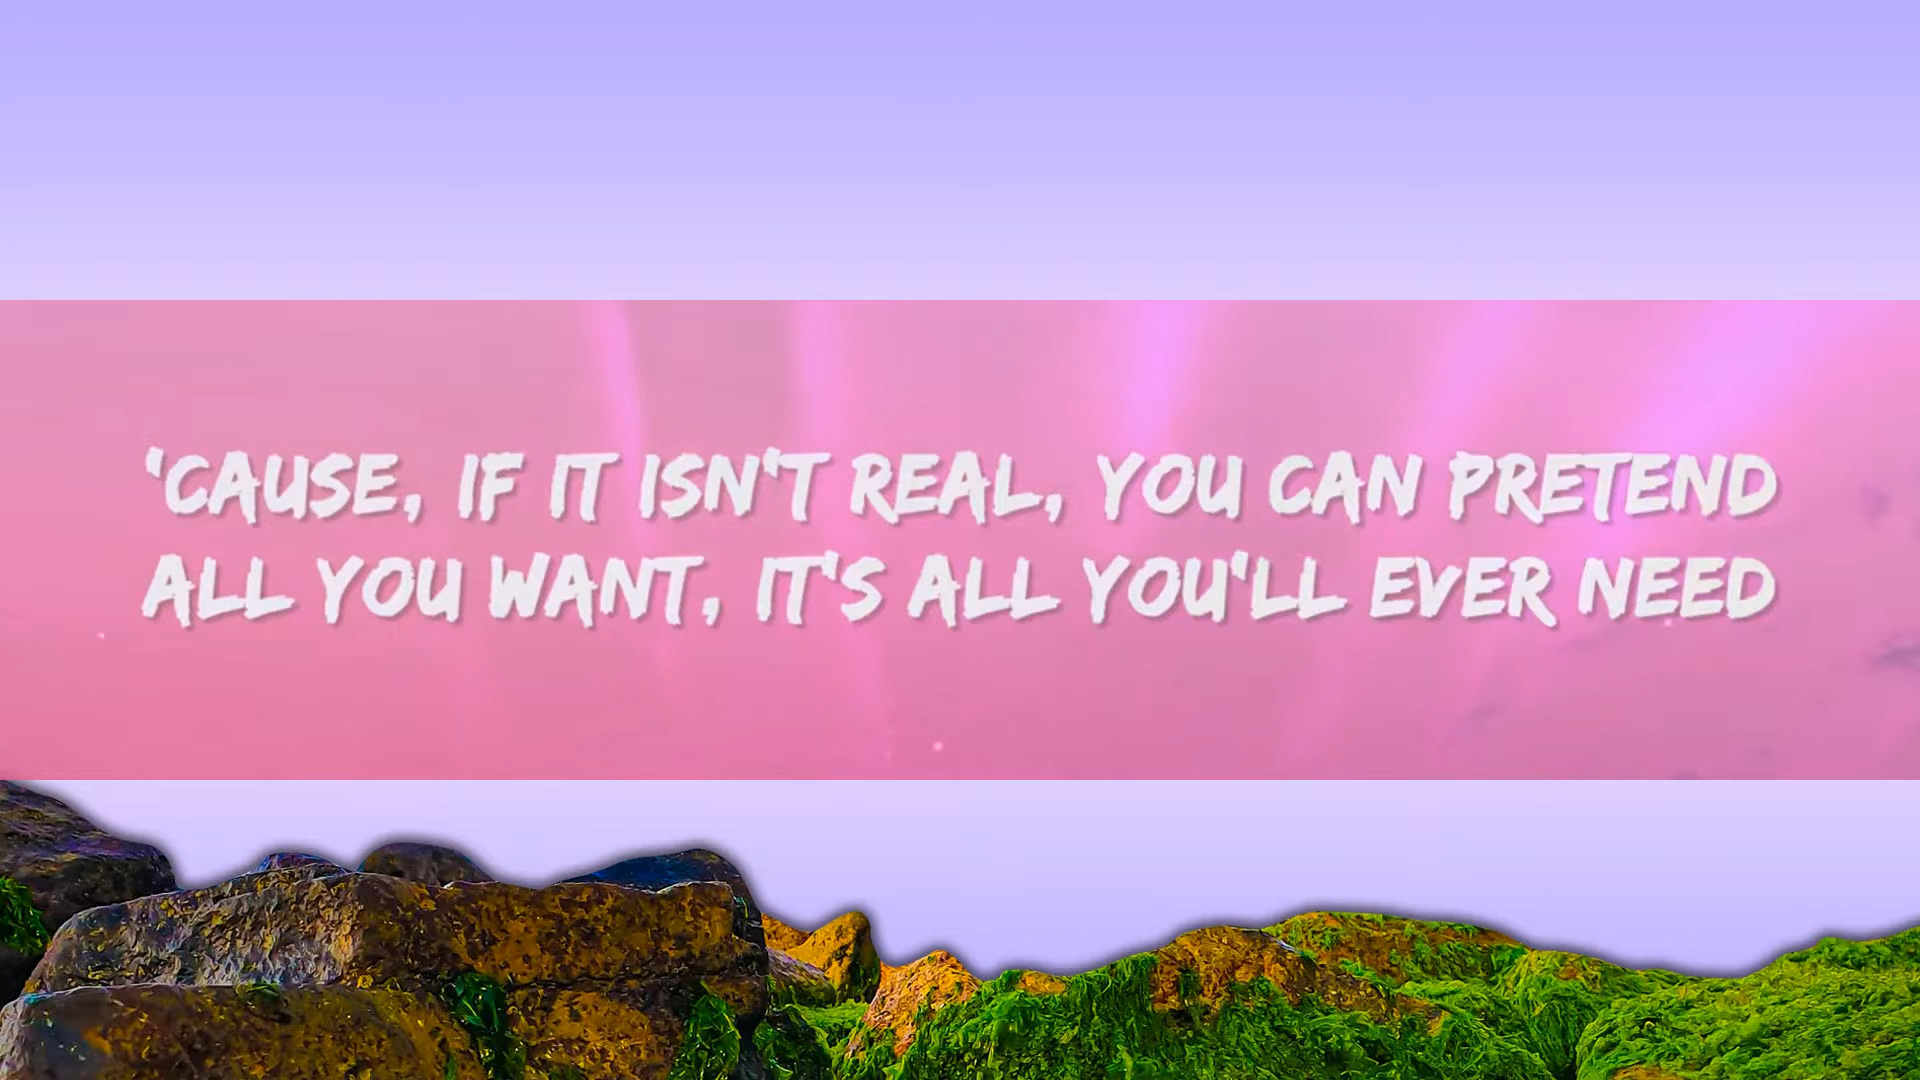 'CAUSE, IF IT ISN'T REAL, YOU CAN PRETEND
ALL YOU WANT, IT'S ALL YOU'LL EVER NEED